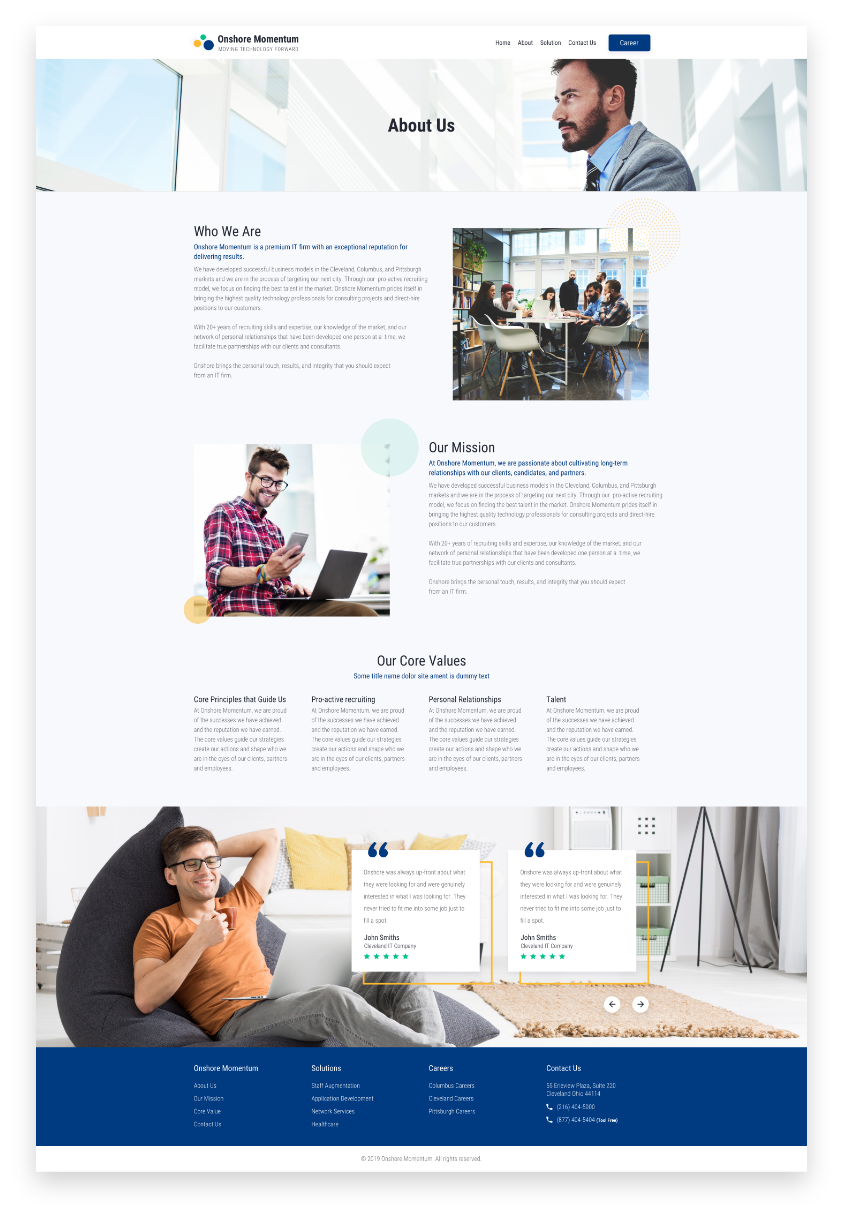 Onshore Momentum
MOVING TECHNOLOGY FORWARD
Home About Solution Contact Us Career
About Us
Who We Are
Onshore Momentum is a premium IT firm with an exceptional reputation for
delivering results.
We have developed successful business models in the Cleveland, Columbus, and Pittsburgh
markets and we are in the process of targeting our next city. Through our pro-active recruiting
model, we focus on finding the best talent in the market. Onshore Momentum prides itself in
bringing the highest quality technology professionals for consulting projects and direct-hire
positions to our customers.
With 20+ years of recruiting skills and expertise, our knowledge of the market, and our
network of personal relationships that have been developed one person at a time, we
facilitate true partnerships with our clients and consultants.
Onshore brings the personal touch, results, and integrity that you should expect
from an IT firm.
Our Mission
At Onshore Momentum, we are passionate about cultivating long-term
relationships with our clients, candidates, and partners.
We have developed successful business models in the Cleveland, Columbus, and Pittsburgh
markets and we are in the process of targeting our next city. Through our pro-active recruiting
model, we focus on finding the best talent in the market. Onshore Momentum prides itself in
bringing the highest quality technology professionals for consulting projects and direct-hire
positions to our customers
With 20+ years of recruiting skills and expertise, our knowledge of the market, and our
network of personal relationships that have been developed one person at a time, we
facilitate true partnerships with our clients and consultants.
Onshore brings the personal touch, results, and integrity that you should expect
from an IT firm.
Our Core Values
Some title name dolor site ament is dummy text
Core Principles that Guide Us
At Onshore Momentum, we are proud
of the successes we have achieved
and the reputation we have earned.
The core values guide our strategies
create our actions and shape who we
are in the eyes of our clients, partners
and employees.
Pro-active recruiting
At Onshore Momentum, we are proud
of the successes we have achieved
and the reputation we have earned.
The core values guide our strategies
create our actions and shape who we
are in the eyes of our clients, partners
and employees.
Personal Relationships
At Onshore Momentum, we are proud
of the successes we have achieved
and the reputation we have earned.
The core values guide our strategies
create our actions and shape who we
are in the eyes of our clients, partners
and employees.
Talent
At Onshore Momentum, we are proud
of the successes we have achieved
and the reputation we have earned.
The core values guide our strategies
create our actions and shape who we
are in the eyes of our clients, partners
and employees.
“
Onshore was always up-front about what
they were looking for and were genuinely
interested in what I was looking for. They
never tried to fit me into some job just to
fill a spot.
John Smiths
Cleveland IT Company
“
Onshore was always up-front about what
they were looking for and were genuinely
interested in what I was looking for. They
never tried to fit me into some job just to
fill a spot.
John Smiths
Cleveland IT Company
Onshore Momentum
About Us
Our Mission
Core Value
Contact Us
Solutions
Staff Augmentation
Application Development
Network Services
Healthcare
Careers
Columbus Careers
Cleveland Careers
Pittsburgh Careers
Contact Us
55 Erieview Plaza, Suite 220
Cleveland Ohio 44114
(216) 404-5000
(877) 404-5404 (Tool Free)
© 2019 Onshore Momentum. All rights reserved.